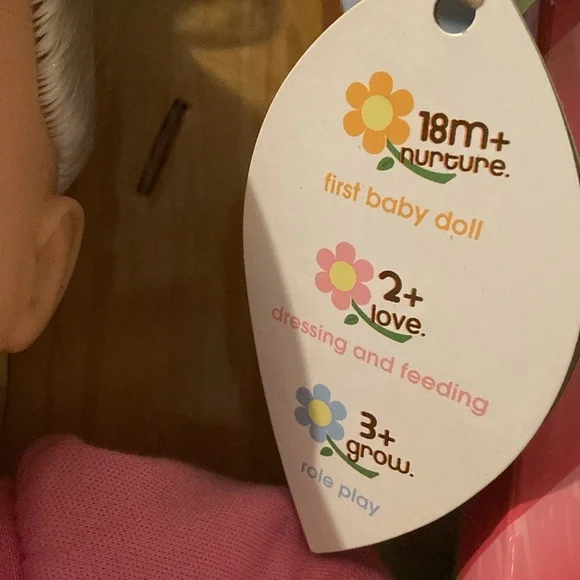 18m+
nurture.
first baby doll
2+
love.
dressing and feeding
3+
grow.
role play